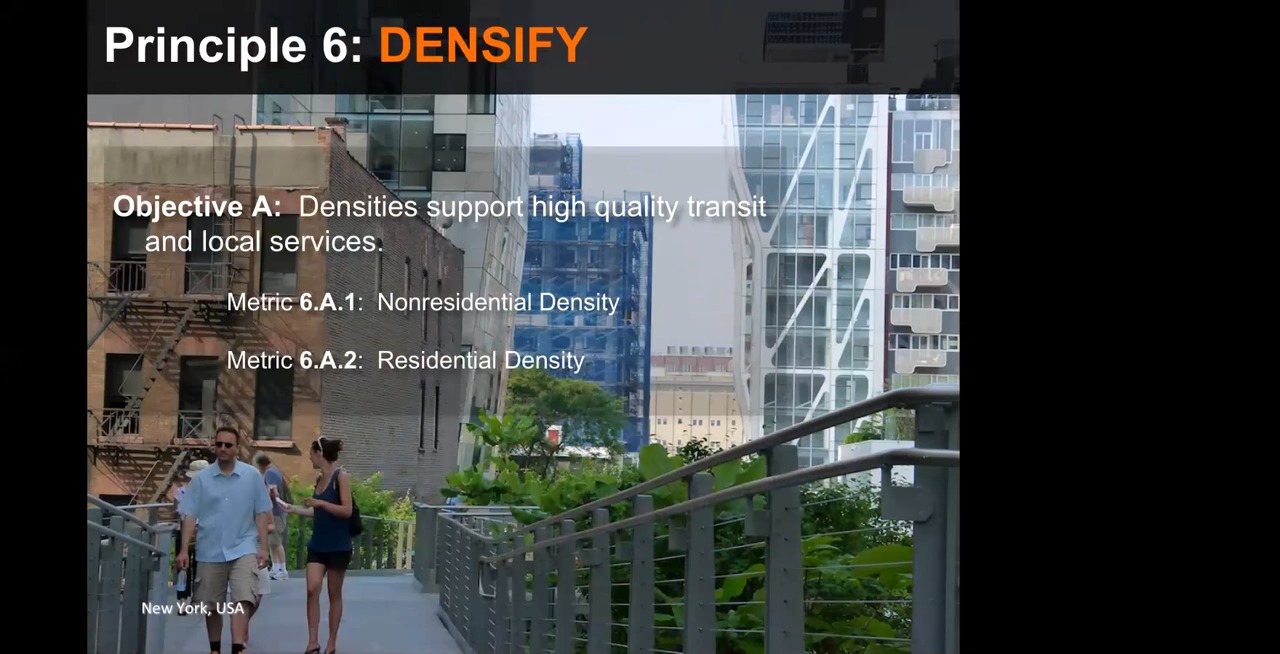 Principle 6: DENSIFY
Objective A: Densities support high quality transit
and local services.
Metric 6.A.1: Nonresidential Density
Metric 6.A.2: Residential Density
New York, USA